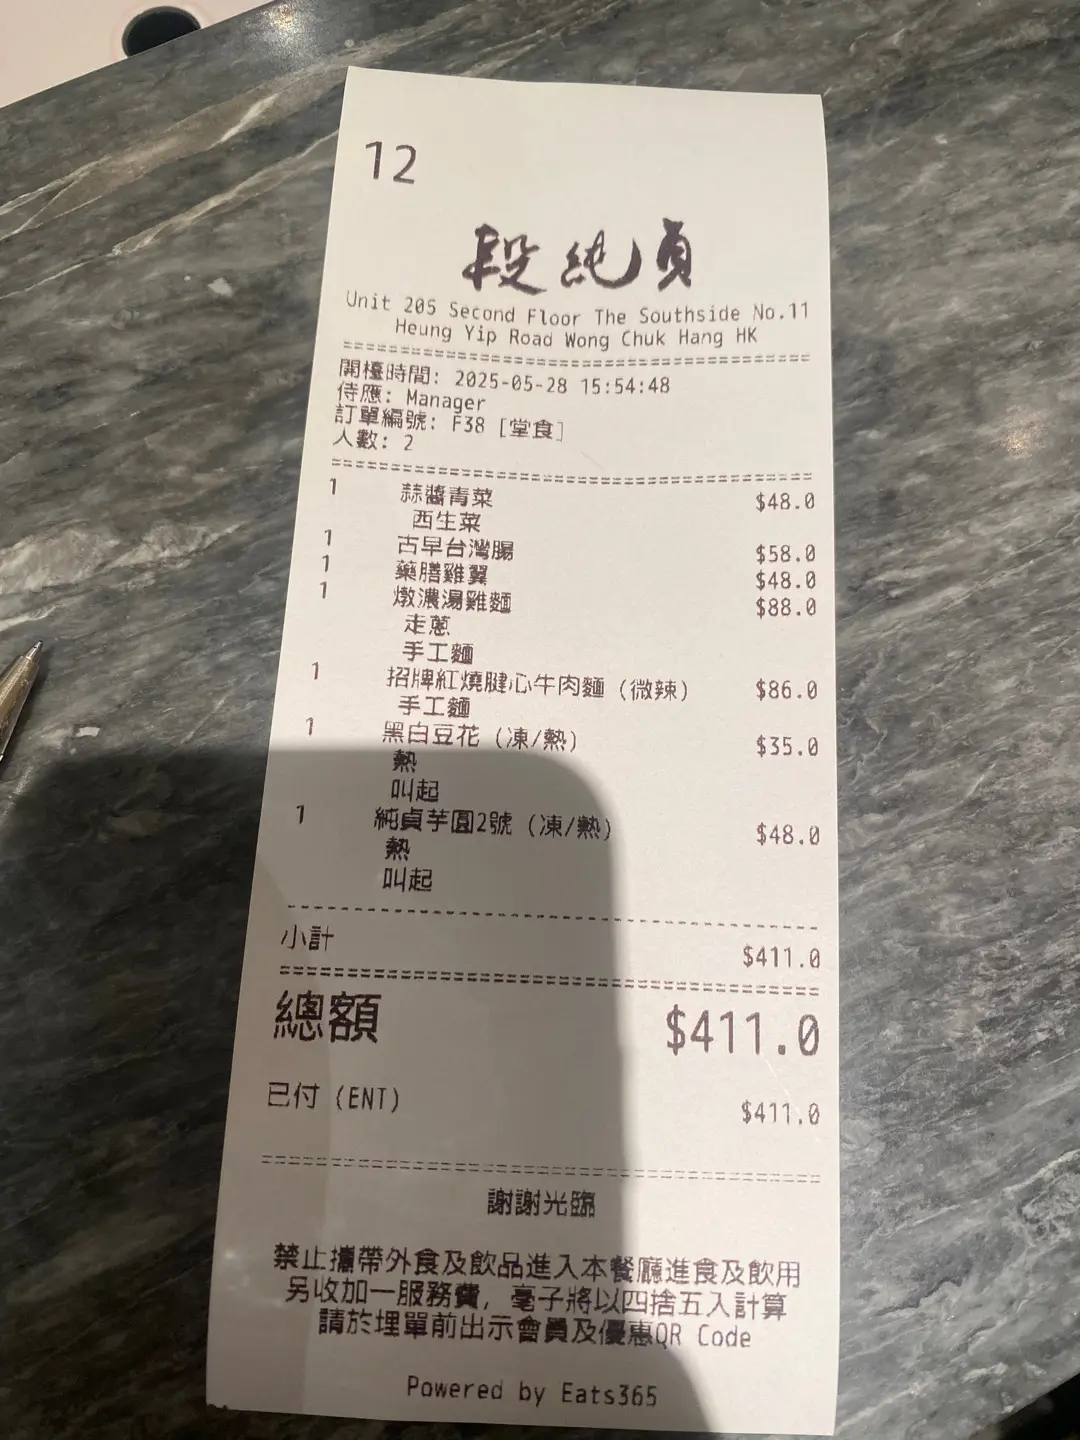 12
段純貞
Unit 205 Second Floor The Southside No.11
Heung Yip Road Wong Chuk Hang HK
開檯時間: 2025-05-28 15:54:48
侍應: Manager
訂單編號: F38 [堂食]
人數: 2
1 蒜醬青菜 $48.0
西生菜
1 古早台灣腸 $58.0
1 藥膳雞翼 $48.0
1 燉濃湯雞麵 $88.0
走蔥
手工麵
1 招牌紅燒腱心牛肉麵 (微辣) $86.0
手工麵
1 黑白豆花 (凍/熱) $35.0
熱
叫起
1 純貞芋圓2號 (凍/熱) $48.0
熱
叫起
小計 $411.0
總額 $411.0
已付 (ENT) $411.0
謝謝光臨
禁止攜帶外食及飲品進入本餐廳進食及飲用
另收加一服務費, 毫子將以四捨五入計算
請於埋單前出示會員及優惠QR Code
Powered by Eats365